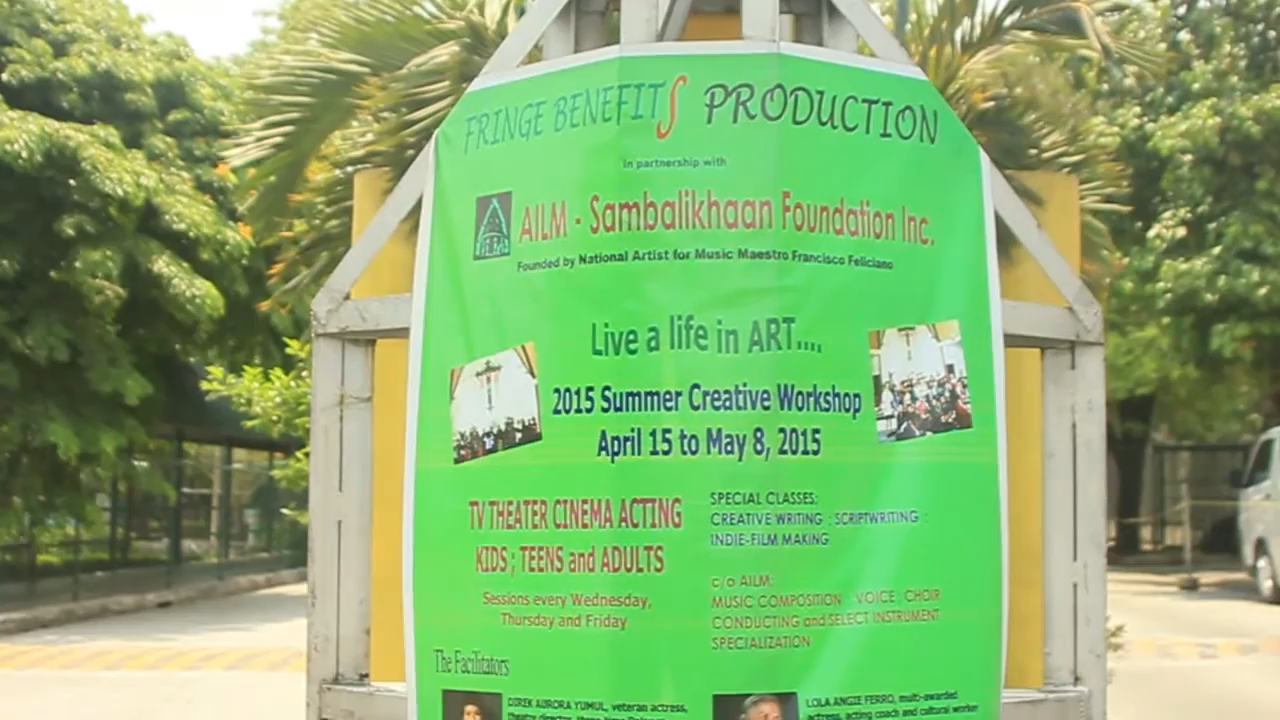 FRINGE BENEFITS PRODUCTION
In partnership with
AILM - Sambalikhaan Foundation Inc.
Founded by National Artist for Music Maestro Francisco Feliciano
Live a life in ART....
2015 Summer Creative Workshop
April 15 to May 8, 2015
TV THEATER CINEMA ACTING
KIDS ; TEENS and ADULTS
Sessions every Wednesday,
Thursday and Friday
SPECIAL CLASSES:
CREATIVE WRITING : SCRIPTWRITING :
INDIE-FILM MAKING
c/o AILM:
MUSIC COMPOSITION VOICE CHOIR
CONDUCTING and SELECT INSTRUMENT
SPECIALIZATION
The Facilitators
DIREK AURORA YUMUL, veteran actress,
theatre director,
LOLA ANGIE FERRO, multi-awarded
actress, acting coach and cultural worker